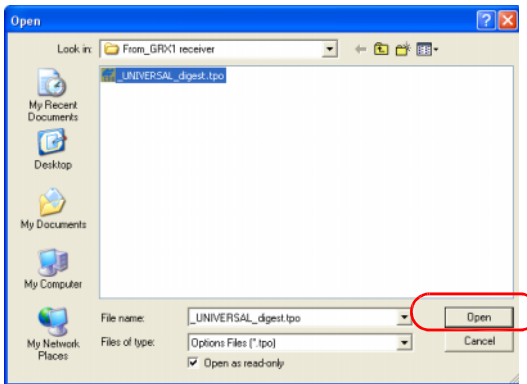 Open
Look in: From_GRX1 receiver
_UNIVERSAL_digest.tpo
My Recent
Documents
Desktop
My Documents
My Computer
My Network
Places
File name: _UNIVERSAL_digest.tpo Open
Files of type: Options Files (*.tpo) Cancel
Open as read-only